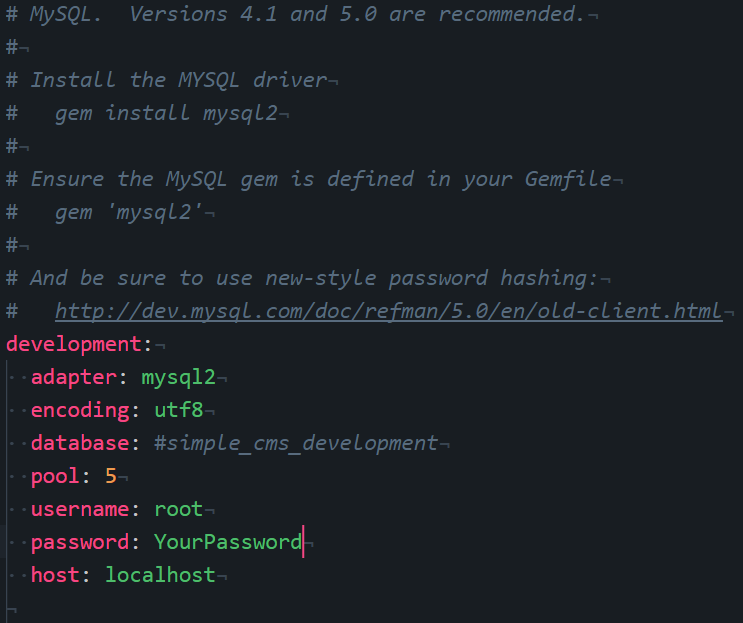 # MySQL.  Versions 4.1 and 5.0 are recommended.¬
#¬
# Install the MYSQL driver¬
#   gem install mysql2¬
#¬
# Ensure the MySQL gem is defined in your Gemfile¬
#   gem 'mysql2'¬
#¬
# And be sure to use new-style password hashing:¬
#   http://dev.mysql.com/doc/refman/5.0/en/old-client.html¬
development:¬
··adapter: mysql2¬
··encoding: utf8¬
··database: #simple_cms_development¬
··pool: 5¬
··username: root¬
··password: YourPassword¬
··host: localhost¬
¬